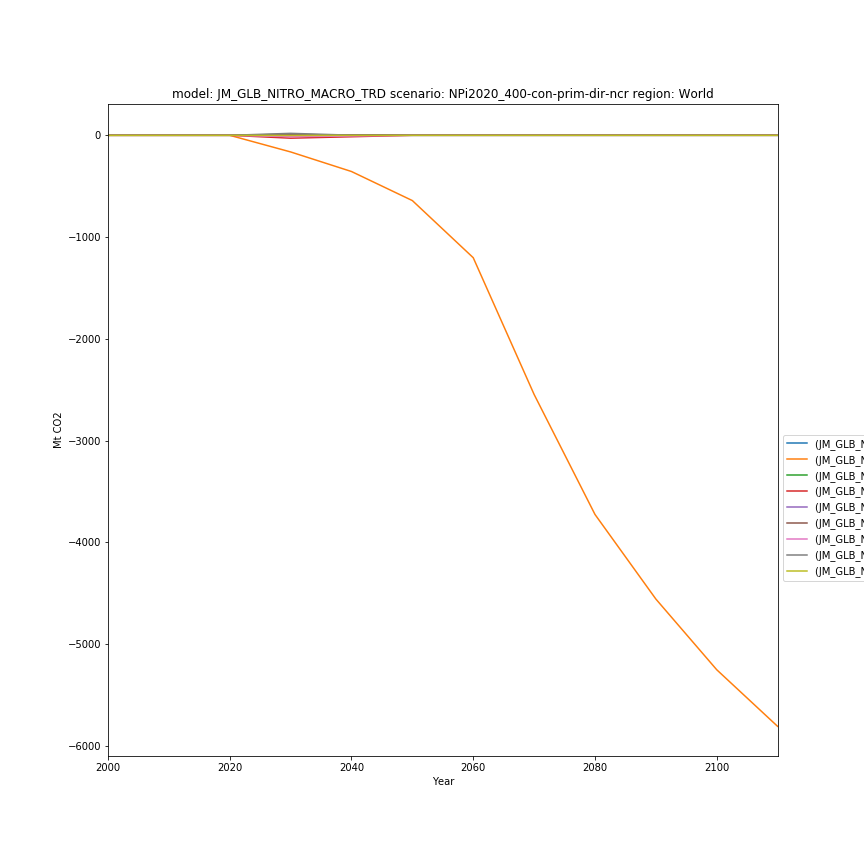 model: JM_GLB_NITRO_MACRO_TRD scenario: NPi2020_400-con-prim-dir-ncr region: World
0
−1000
−2000
−3000
−4000
−5000
−6000
Mt CO2
2000
2020
2040
2060
2080
2100
Year
(JM_GLB_N
(JM_GLB_N
(JM_GLB_N
(JM_GLB_N
(JM_GLB_N
(JM_GLB_N
(JM_GLB_N
(JM_GLB_N
(JM_GLB_N